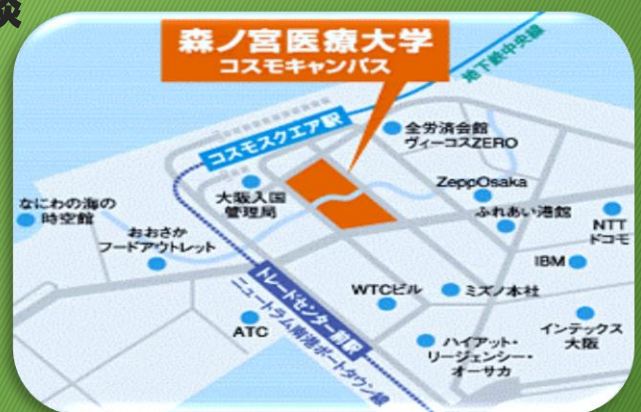 森ノ宮医療大学
コスモキャンパス
地下鉄中央線
コスモスクエア駅
全労済会館
ヴィーコスZERO
大阪入国
管理局
ZeppOsaka
なにわの海の
時空館
ふれあい港館
NTT
ドコモ
おおさか
フードアウトレット
IBM
トレードセンター前駅
ニュートラム南港ポートタウン線
WTCビル
ミズノ本社
ATC
インテックス
大阪
ハイアット・
リージェンシー・
オーサカ